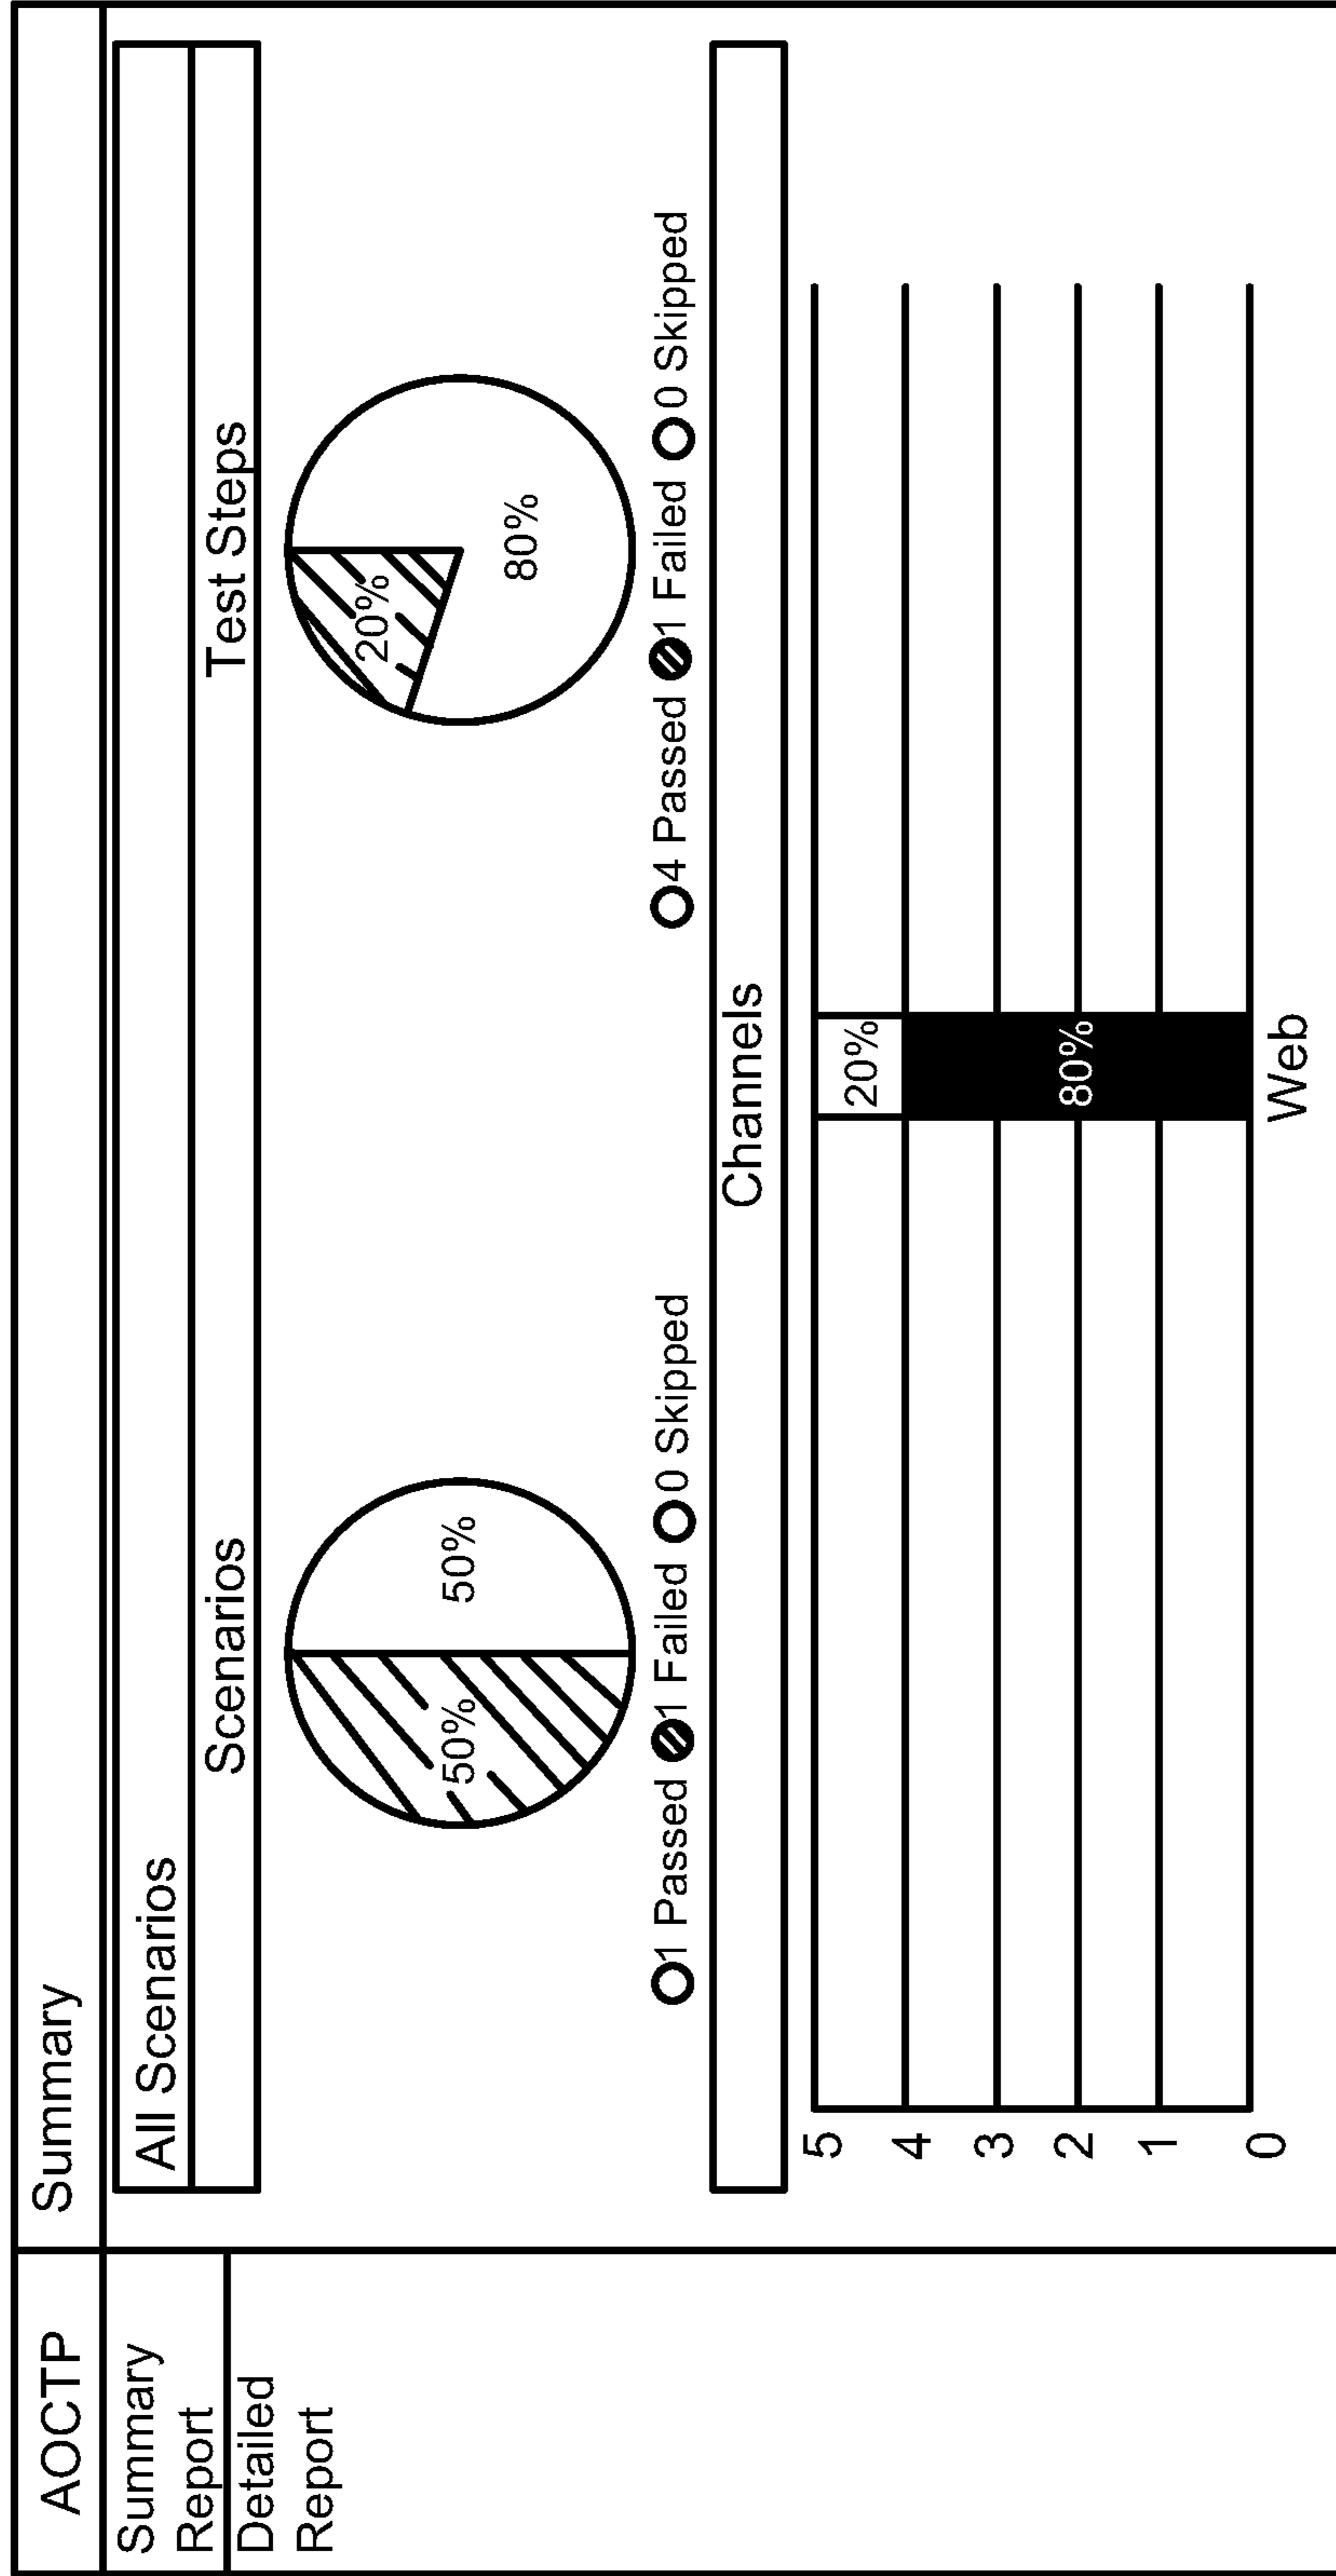 AOCTP
Summary
Summary
Report
Detailed
Report
All Scenarios
Scenarios
Test Steps
50%
50%
20%
80%
1 Passed 1 Failed 0 Skipped
4 Passed 1 Failed 0 Skipped
Channels
5
4
3
2
1
0
20%
80%
Web